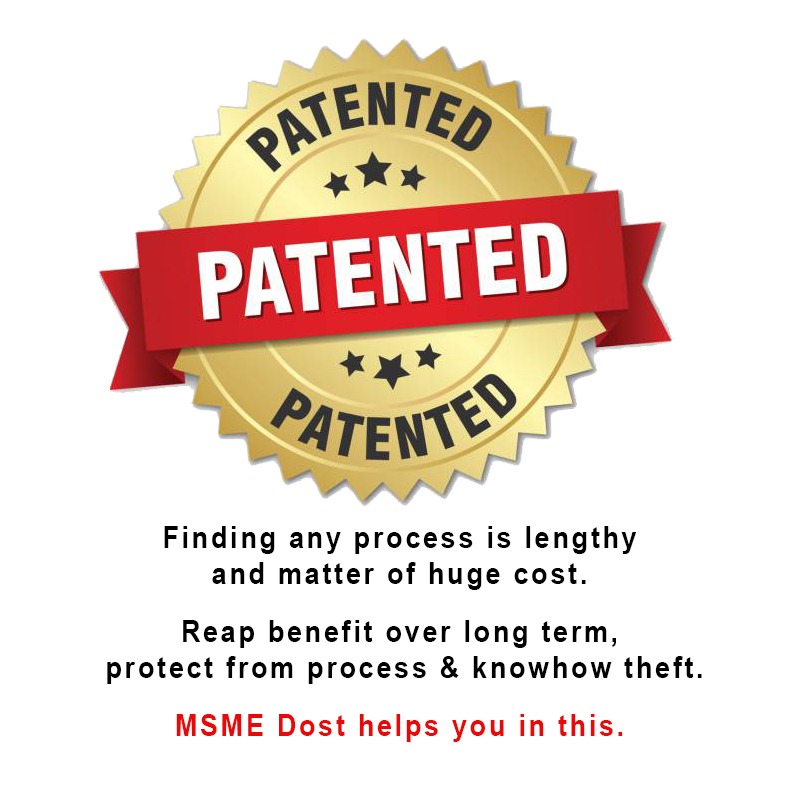 PATENTED
PATENTED
PATENTED
Finding any process is lengthy
and matter of huge cost.
Reap benefit over long term,
protect from process & knowhow theft.
MSME Dost helps you in this.